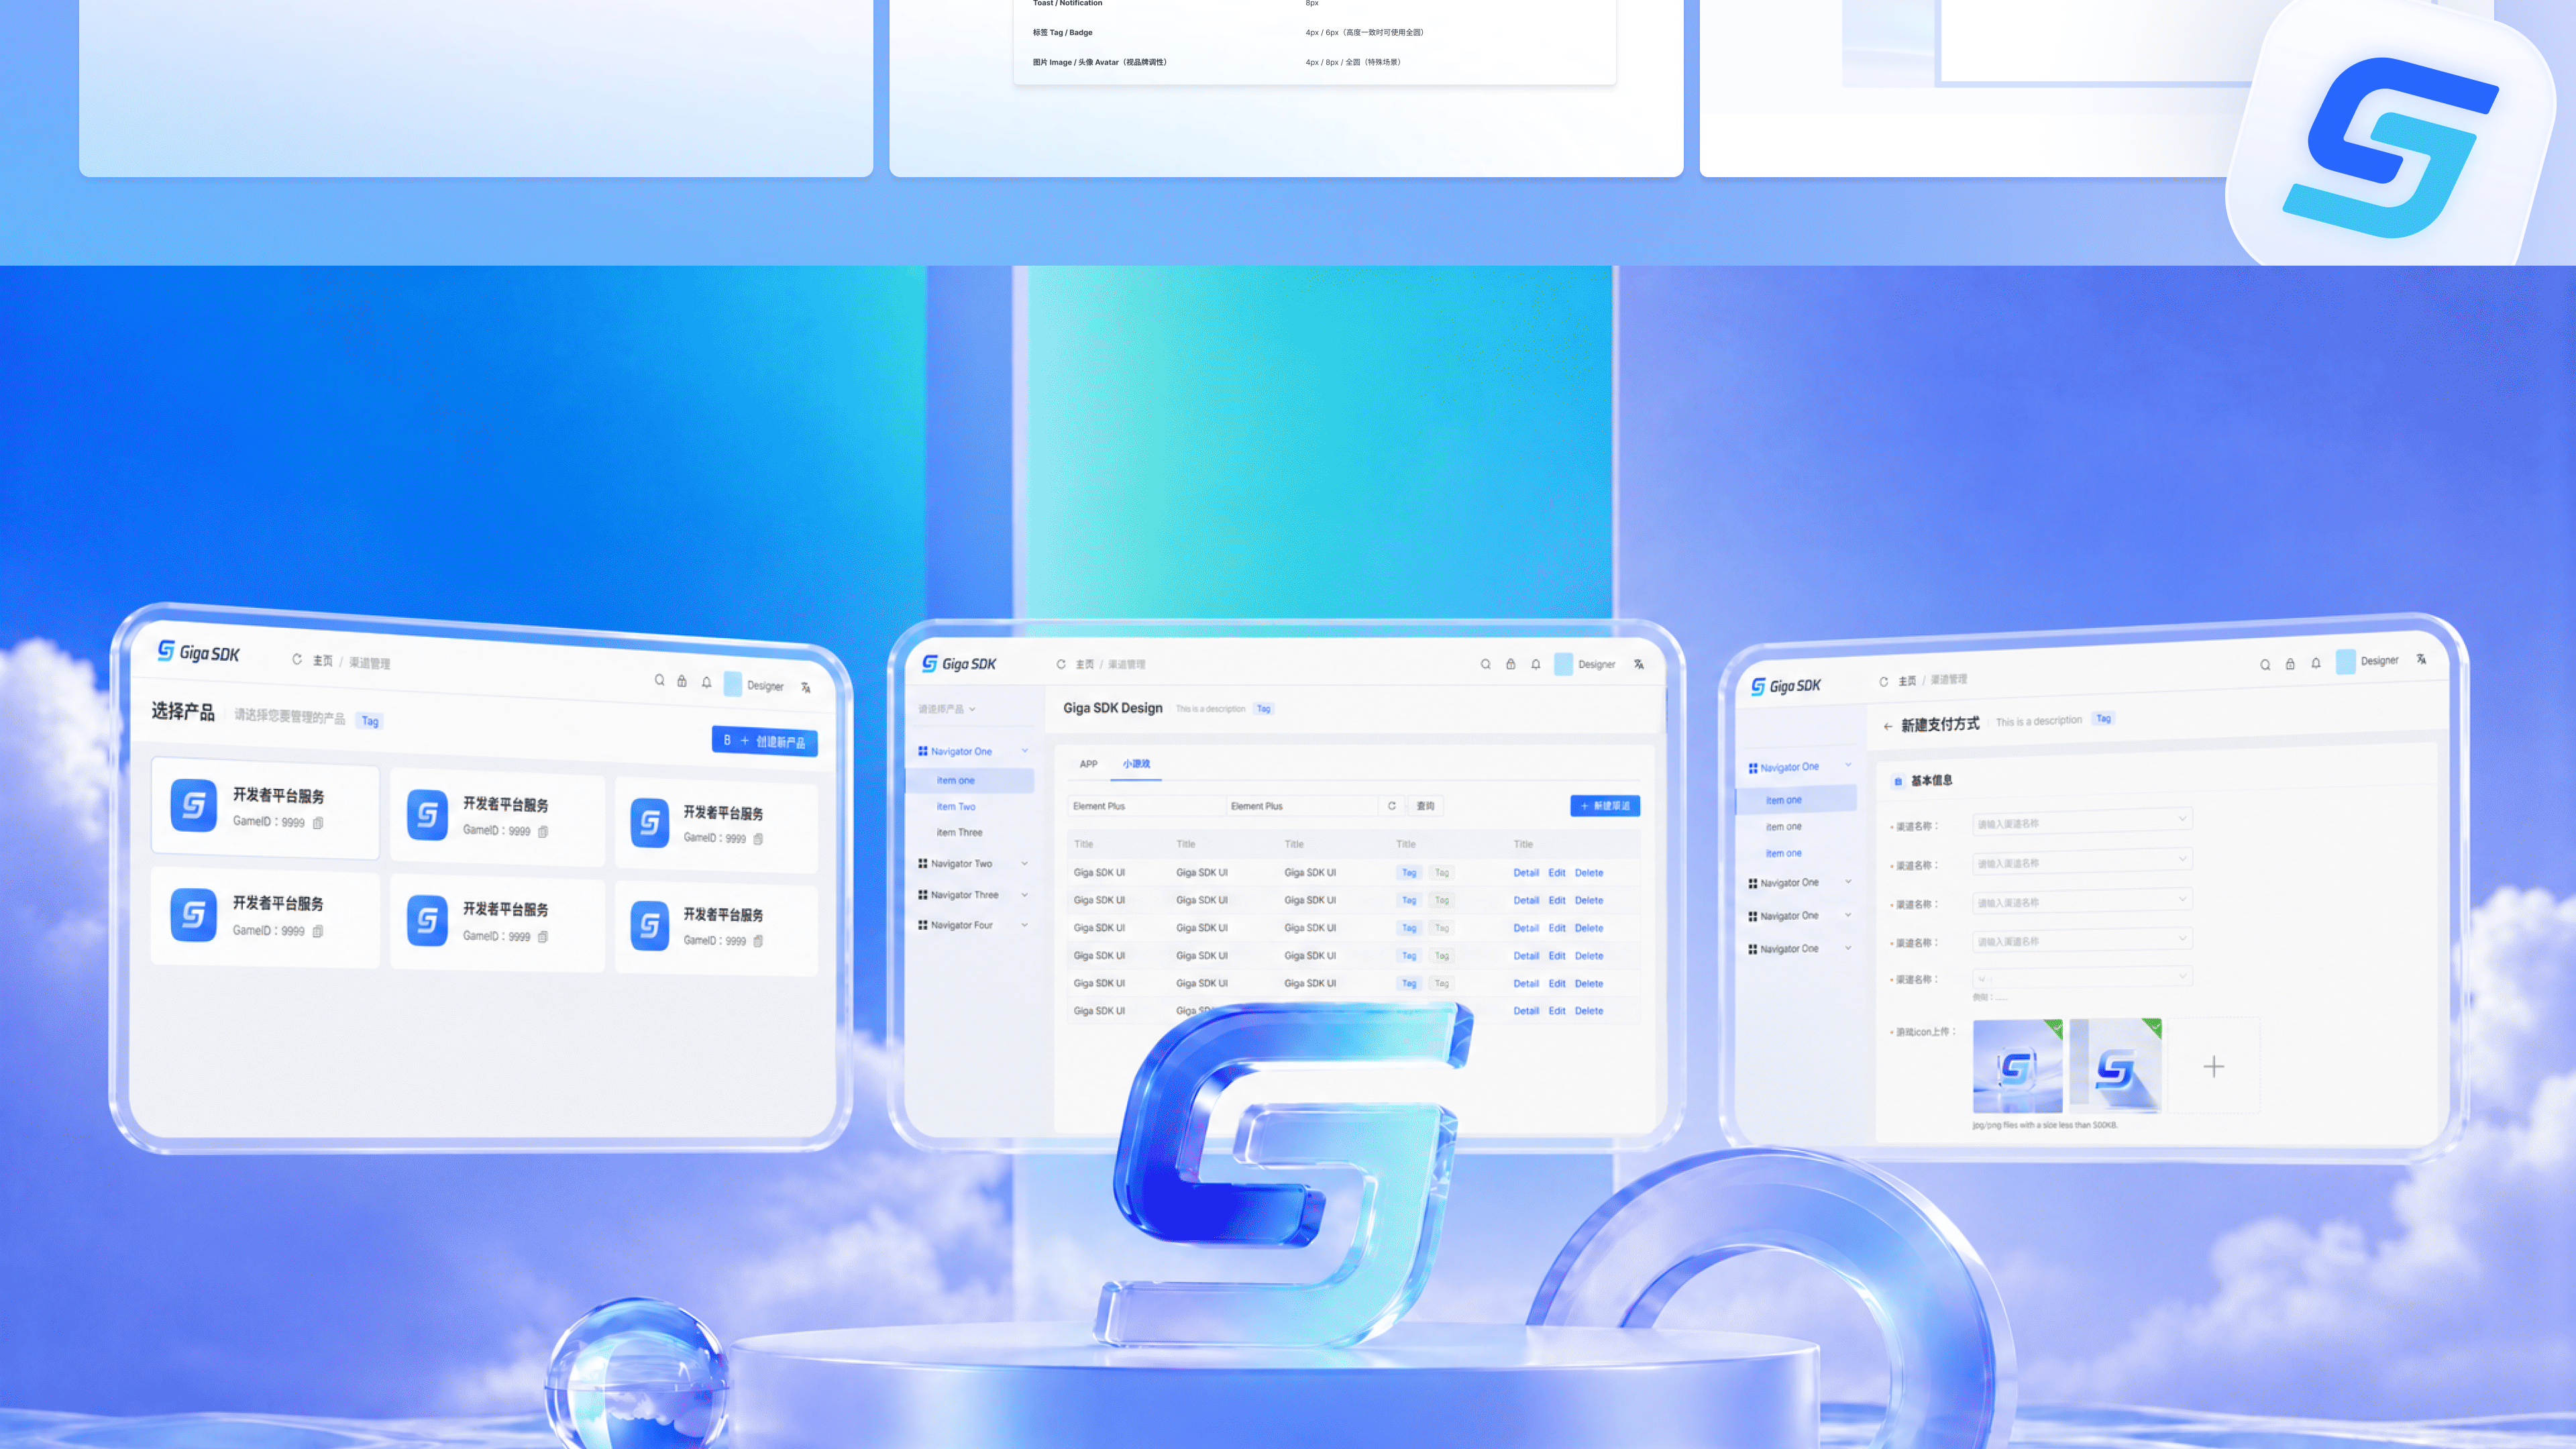 Toast / Notification 8px
标签 Tag / Badge 4px / 6px（高度一致时可使用全圆）
图片 Image / 头像 Avatar（视品牌调性） 4px / 8px / 全圆（特殊场景）
Giga SDK 主页 / 渠道管理 Designer
选择产品 请选择您要管理的产品 Tag
B + 创建新产品
开发者平台服务 开发者平台服务 开发者平台服务
GameID：9999 GameID：9999 GameID：9999
开发者平台服务 开发者平台服务 开发者平台服务
GameID：9999 GameID：9999 GameID：9999
Giga SDK 主页 / 渠道管理 Designer
Giga SDK Design This is a description Tag
Navigator One
item one
item Two
item Three
Navigator Two
Navigator Three
Navigator Four
APP 小游戏
Element Plus Element Plus 查询 + 新建渠道
Title Title Title Title Title
Giga SDK UI Giga SDK UI Giga SDK UI Tag Tag Detail Edit Delete
Giga SDK UI Giga SDK UI Giga SDK UI Tag Tag Detail Edit Delete
Giga SDK UI Giga SDK UI Giga SDK UI Tag Tag Detail Edit Delete
Giga SDK UI Giga SDK UI Giga SDK UI Tag Tag Detail Edit Delete
Giga SDK UI Giga SDK UI Giga SDK UI Tag Tag Detail Edit Delete
Giga SDK UI Giga Giga SDK UI Detail Edit Delete
Giga SDK 主页 / 渠道管理 Designer
新建支付方式 This is a description Tag
Navigator One
item one
item one
item one
Navigator One
Navigator One
Navigator One
基本信息
渠道名称： 请输入渠道名称
渠道名称： 请输入渠道名称
渠道名称： 请输入渠道名称
渠道名称： 请输入渠道名称
渠道名称：
例如：......
游戏icon上传：
jpg/png files with a size less than 500KB.